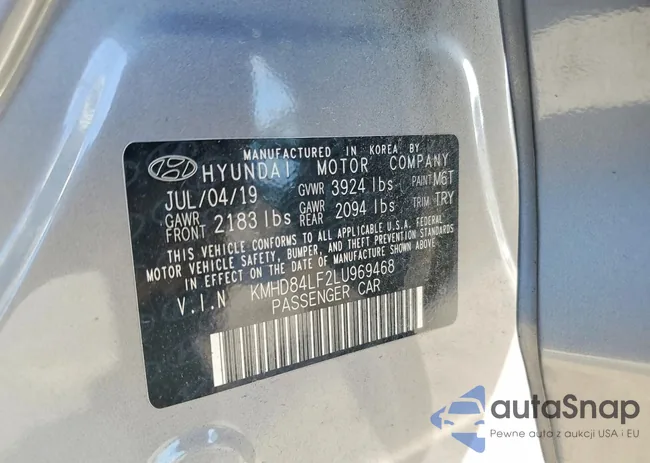 MANUFACTURED IN KOREA BY
HYUNDAI MOTOR COMPANY
JUL/04/19 GVWR 3924 lbs PAINT M6T
GAWR FRONT 2183 lbs GAWR REAR 2094 lbs TRIM TRY
THIS VEHICLE CONFORMS TO ALL APPLICABLE U.S.A. FEDERAL
MOTOR VEHICLE SAFETY, BUMPER, AND THEFT PREVENTION STANDARDS
IN EFFECT ON THE DATE OF MANUFACTURE SHOWN ABOVE.
V.I.N KMHD84LF2LU969468
PASSENGER CAR
autaSnap
Pewne auto z aukcji USA i EU